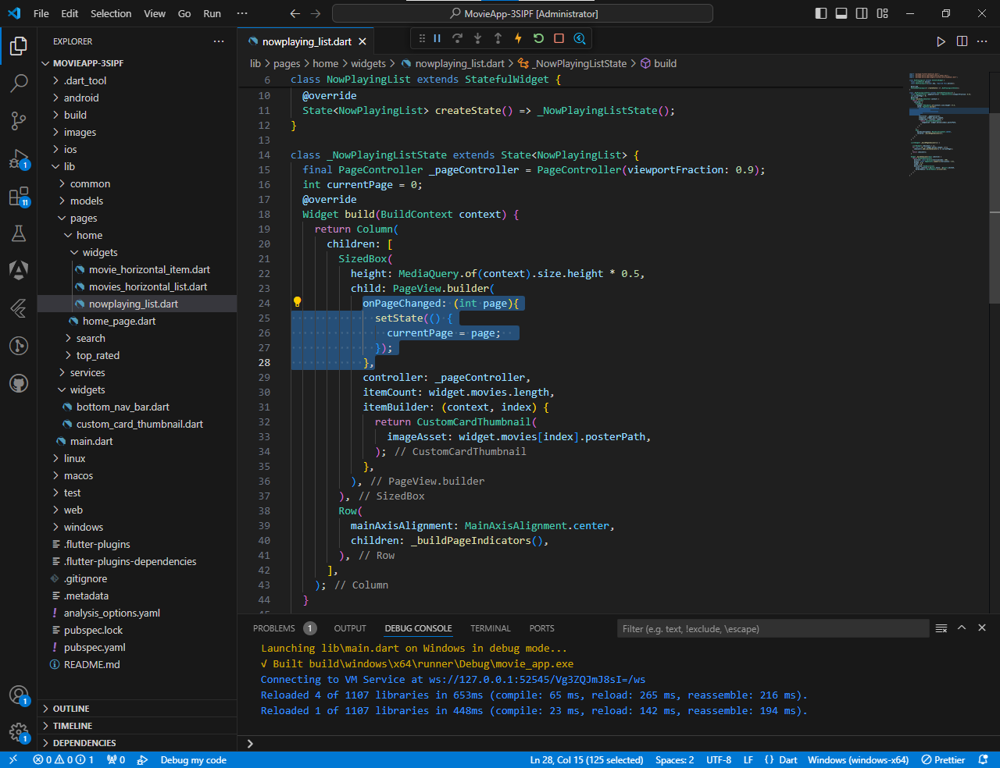 File Edit Selection View Go Run ···
MovieApp-3SIPF [Administrator]
EXPLORER
MOVIEAPP-3SIPF
.dart_tool
android
build
images
ios
lib
common
models
pages
home
widgets
movie_horizontal_item.dart
movies_horizontal_list.dart
nowplaying_list.dart
home_page.dart
search
top_rated
services
widgets
bottom_nav_bar.dart
custom_card_thumbnail.dart
main.dart
linux
macos
test
web
windows
.flutter-plugins
.flutter-plugins-dependencies
.gitignore
.metadata
! analysis_options.yaml
pubspec.lock
! pubspec.yaml
README.md
OUTLINE
TIMELINE
DEPENDENCIES
1
11
1
1
nowplaying_list.dart
lib > pages > home > widgets > nowplaying_list.dart > _NowPlayingListState > build
6 class NowPlayingList extends StatefulWidget {
10 @override
11 State<NowPlayingList> createState() => _NowPlayingListState();
12 }
13
14 class _NowPlayingListState extends State<NowPlayingList> {
15 final PageController _pageController = PageController(viewportFraction: 0.9);
16 int currentPage = 0;
17 @override
18 Widget build(BuildContext context) {
19 return Column(
20 children: [
21 SizedBox(
22 height: MediaQuery.of(context).size.height * 0.5,
23 child: PageView.builder(
24 onPageChanged: (int page){
25 setState(() {
26 currentPage = page;
27 });
28 },
29 controller: _pageController,
30 itemCount: widget.movies.length,
31 itemBuilder: (context, index) {
32 return CustomCardThumbnail(
33 imageAsset: widget.movies[index].posterPath,
34 ); // CustomCardThumbnail
35 },
36 ), // PageView.builder
37 ), // SizedBox
38 Row(
39 mainAxisAlignment: MainAxisAlignment.center,
40 children: _buildPageIndicators(),
41 ), // Row
42 ],
43 ); // Column
44 }
PROBLEMS 1 OUTPUT DEBUG CONSOLE TERMINAL PORTS
Filter (e.g. text, !exclude, \escape)
Launching lib\main.dart on Windows in debug mode...
√ Built build\windows\x64\runner\Debug\movie_app.exe
Connecting to VM Service at ws://127.0.0.1:52545/Vg3ZQJmJ8sI=/ws
Reloaded 4 of 1107 libraries in 653ms (compile: 65 ms, reload: 265 ms, reassemble: 216 ms).
Reloaded 1 of 1107 libraries in 448ms (compile: 23 ms, reload: 142 ms, reassemble: 194 ms).
0 0 1 0 Debug my code Ln 28, Col 15 (125 selected) Spaces: 2 UTF-8 LF {} Dart Windows (windows-x64) Prettier